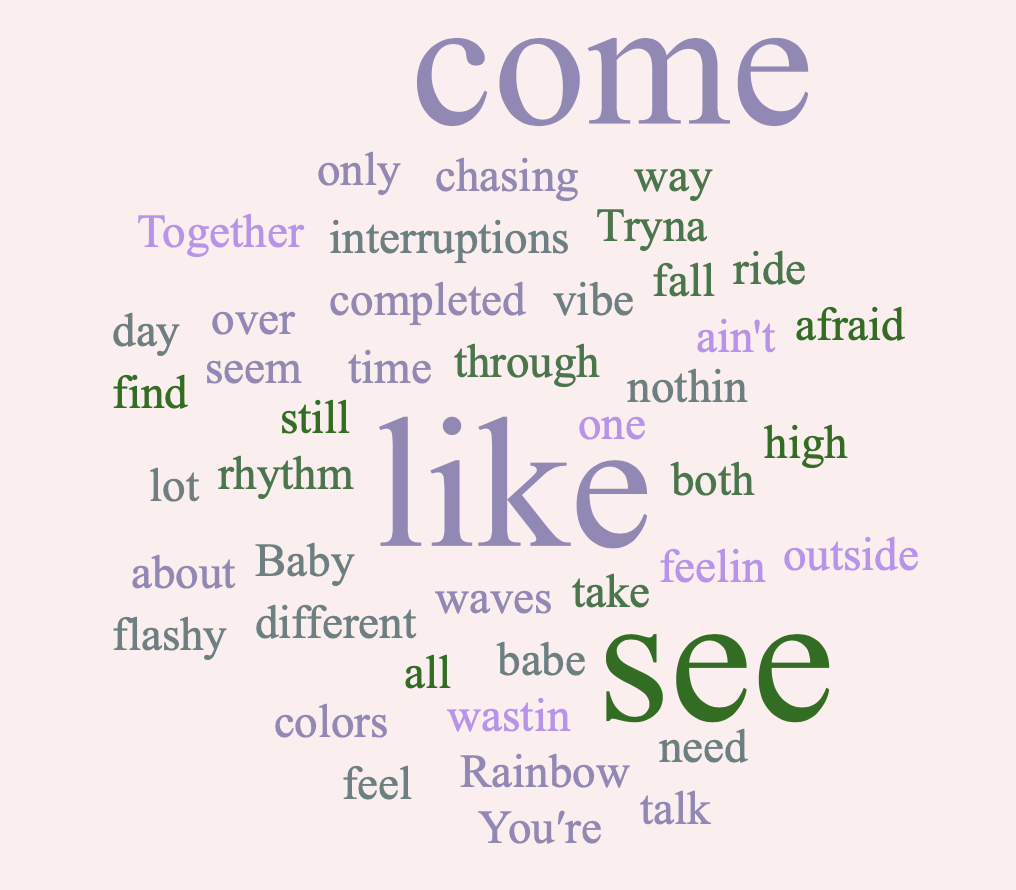 come
only chasing way
Together interruptions Tryna
fall ride
completed vibe
day over ain't afraid
seem time through
find nothin
still one
like high
lot rhythm both
about Baby feelin outside
waves take
flashy different
all babe see
colors wastin
need
feel Rainbow
You're talk